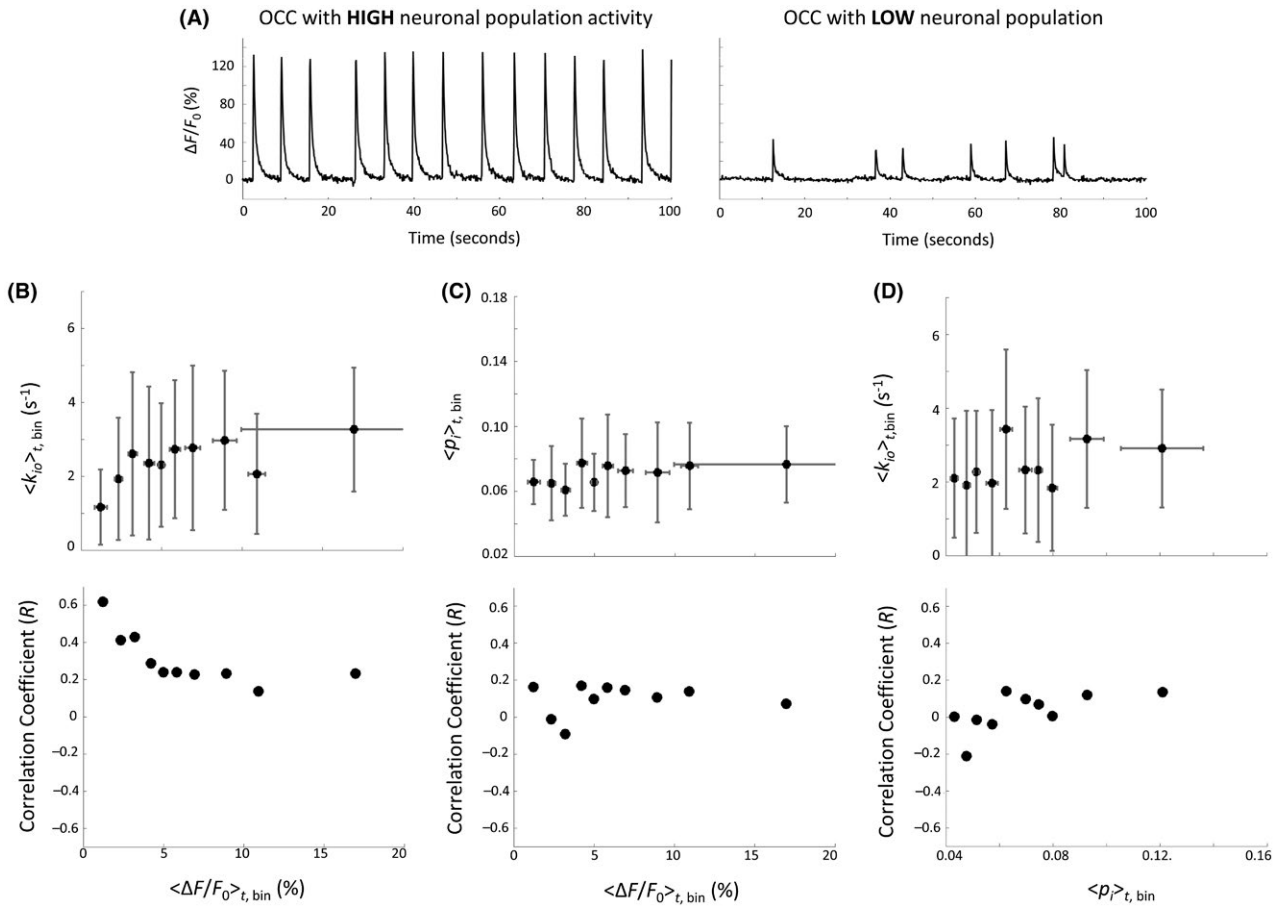 (A)
OCC with HIGH neuronal population activity
OCC with LOW neuronal population
ΔF/F0 (%)
120
80
40
0
0 20 40 60 80 100
Time (seconds)
0 20 40 60 80 100
Time (seconds)
(B)
<kio>t, bin (s-1)
6
4
2
0
(C)
<pi>t, bin
0.18
0.14
0.10
0.06
0.02
(D)
<kio>t,bin (s-1)
6
4
2
0
Correlation Coefficient (R)
0.6
0.4
0.2
0
−0.2
0.4
−0.6
0 5 10 15 20
<ΔF/F0>t, bin (%)
Correlation Coefficient (R)
0.6
0.4
0.2
0
−0.2
0.4
−0.6
0 5 10 15 20
<ΔF/F0>t, bin (%)
Correlation Coefficient (R)
0.6
0.4
0.2
0
−0.2
0.4
−0.6
0.04 0.08 0.12. 0.16
<pi>t, bin